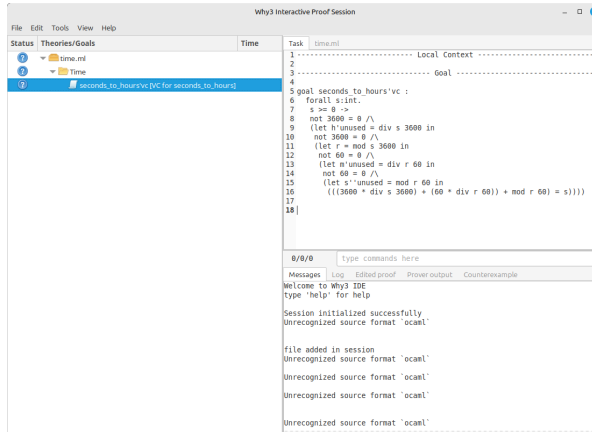 Why3 Interactive Proof Session
File Edit Tools View Help
Status Theories/Goals Time
time.ml
Time
seconds_to_hours'vc [VC for seconds_to_hours]
Task time.ml
1 --------------------------- Local Context ---------------------------
2
3 ------------------------------- Goal -------------------------------
4
5 goal seconds_to_hours'vc :
6 forall s:int.
7 s >= 0 ->
8 not 3600 = 0 /\
9 (let h'unused = div s 3600 in
10 not 3600 = 0 /\
11 (let r = mod s 3600 in
12 not 60 = 0 /\
13 (let m'unused = div r 60 in
14 not 60 = 0 /\
15 (let s''unused = mod r 60 in
16 (((3600 * div s 3600) + (60 * div r 60)) + mod r 60) = s))))
17
18
0/0/0 type commands here
Messages Log Edited proof Prover output Counterexample
Welcome to Why3 IDE
type 'help' for help
Session initialized successfully
Unrecognized source format `ocaml`
file added in session
Unrecognized source format `ocaml`
Unrecognized source format `ocaml`
Unrecognized source format `ocaml`
Unrecognized source format `ocaml`